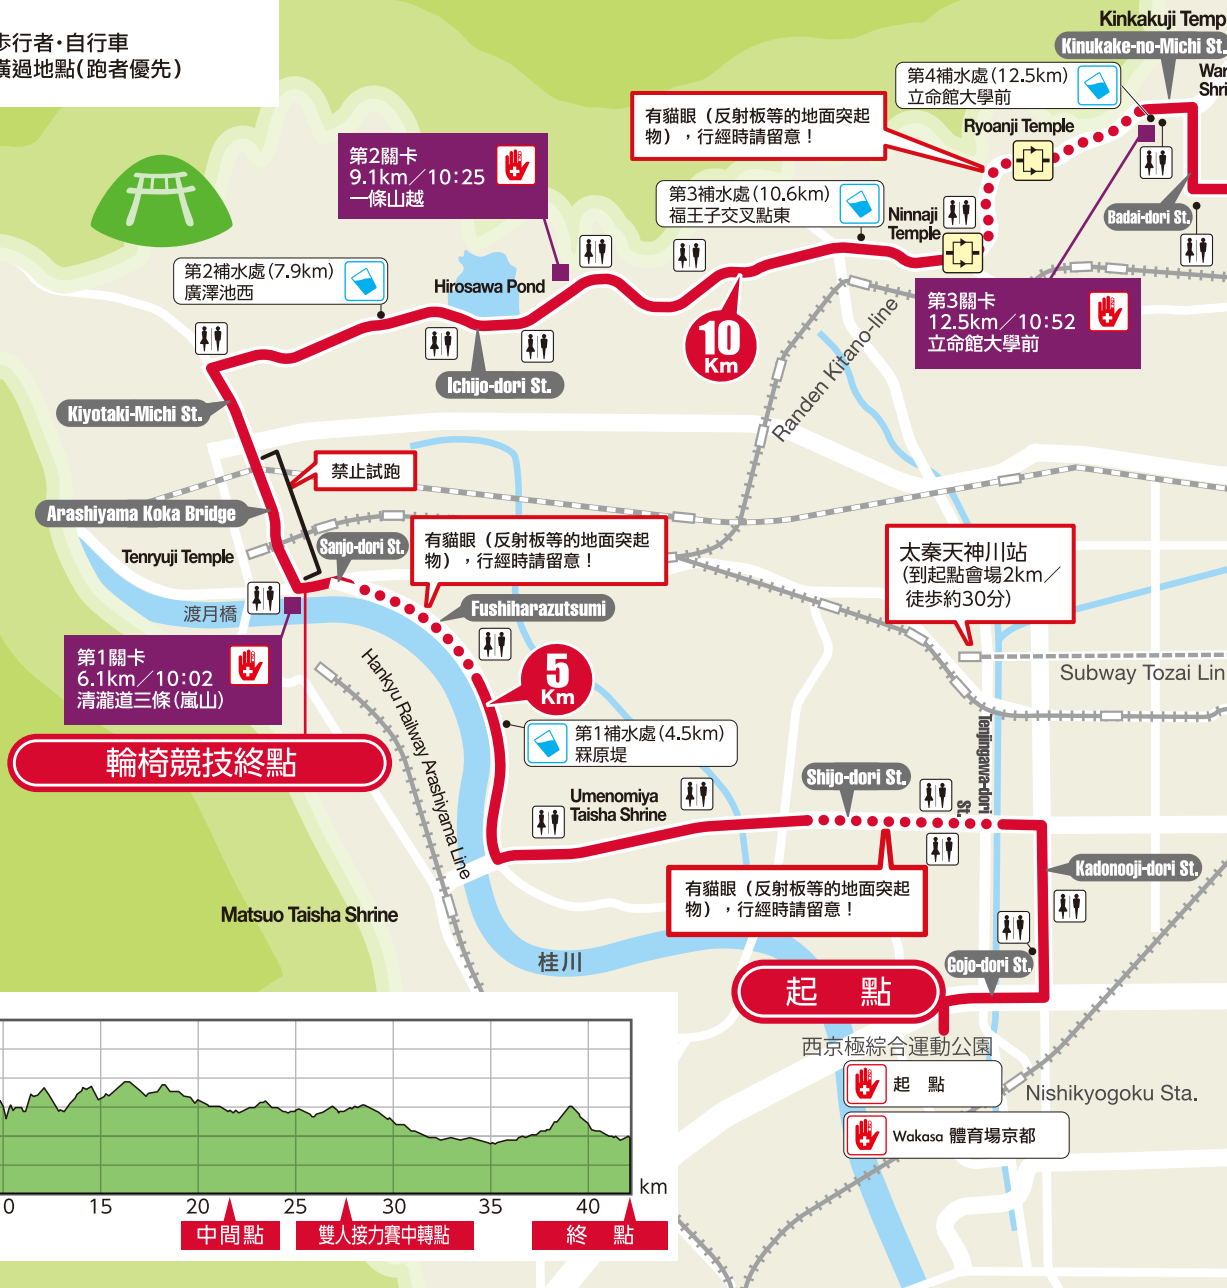 步行者・自行車
橫過地點(跑者優先)
Kinkakuji Temp
Kinukake-no-Michi St.
War
Shri
第4補水處(12.5km)
立命館大學前
有貓眼（反射板等的地面突起
物），行經時請留意！
Ryoanji Temple
第2關卡
9.1km／10:25
一條山越
第3補水處(10.6km)
福王子交叉點東
Ninnaji
Temple
Badai-dori St.
第2補水處(7.9km)
廣澤池西
Hirosawa Pond
第3關卡
12.5km／10:52
立命館大學前
10
Km
Randen Kitano-line
Ichijo-dori St.
Kiyotaki-Michi St.
禁止試跑
Arashiyama Koka Bridge
Tenryuji Temple
Sanjo-dori St.
有貓眼（反射板等的地面突起
物），行經時請留意！
太秦天神川站
(到起點會場2km／
徒步約30分)
Fushiharazutsumi
渡月橋
第1關卡
6.1km／10:02
清瀧道三條(嵐山)
5
Km
Subway Tozai Lin
Hankyu Railway Arashiyama Line
第1補水處(4.5km)
罧原堤
輪椅競技終點
Tenjingawa-dori
St.
Shijo-dori St.
Umenomiya
Taisha Shrine
Kadonooji-dori St.
有貓眼（反射板等的地面突起
物），行經時請留意！
Matsuo Taisha Shrine
桂川
Gojo-dori St.
起 點
西京極綜合運動公園
起 點
Nishikyogoku Sta.
Wakasa 體育場京都
km
0 15 20 25 30 35 40
中間點
雙人接力賽中轉點
終 點